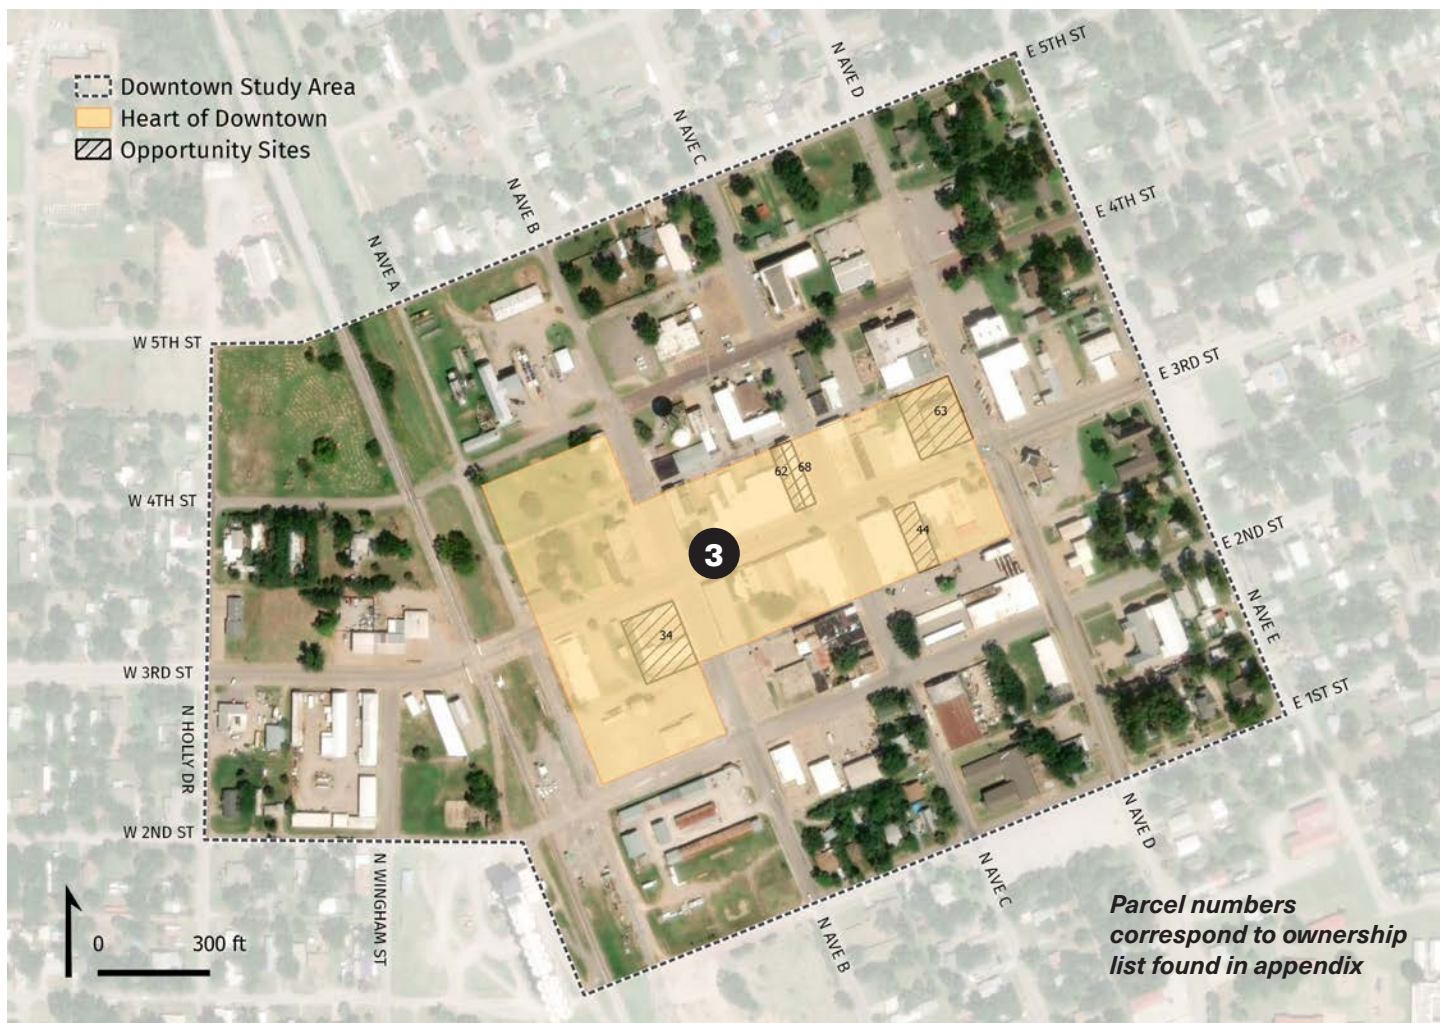 E 5TH ST
N AVE D
Downtown Study Area
Heart of Downtown
Opportunity Sites
N AVE C
N AVE B
E 4TH ST
N AVE A
W 5TH ST
E 3RD ST
63
62
68
W 4TH ST
44
E 2ND ST
3
34
N AVE E
W 3RD ST
E 1ST ST
N HOLLY DR
W 2ND ST
N AVE D
N WINGHAM ST
N AVE C
N AVE B
0
300 ft
Parcel numbers
correspond to ownership
list found in appendix